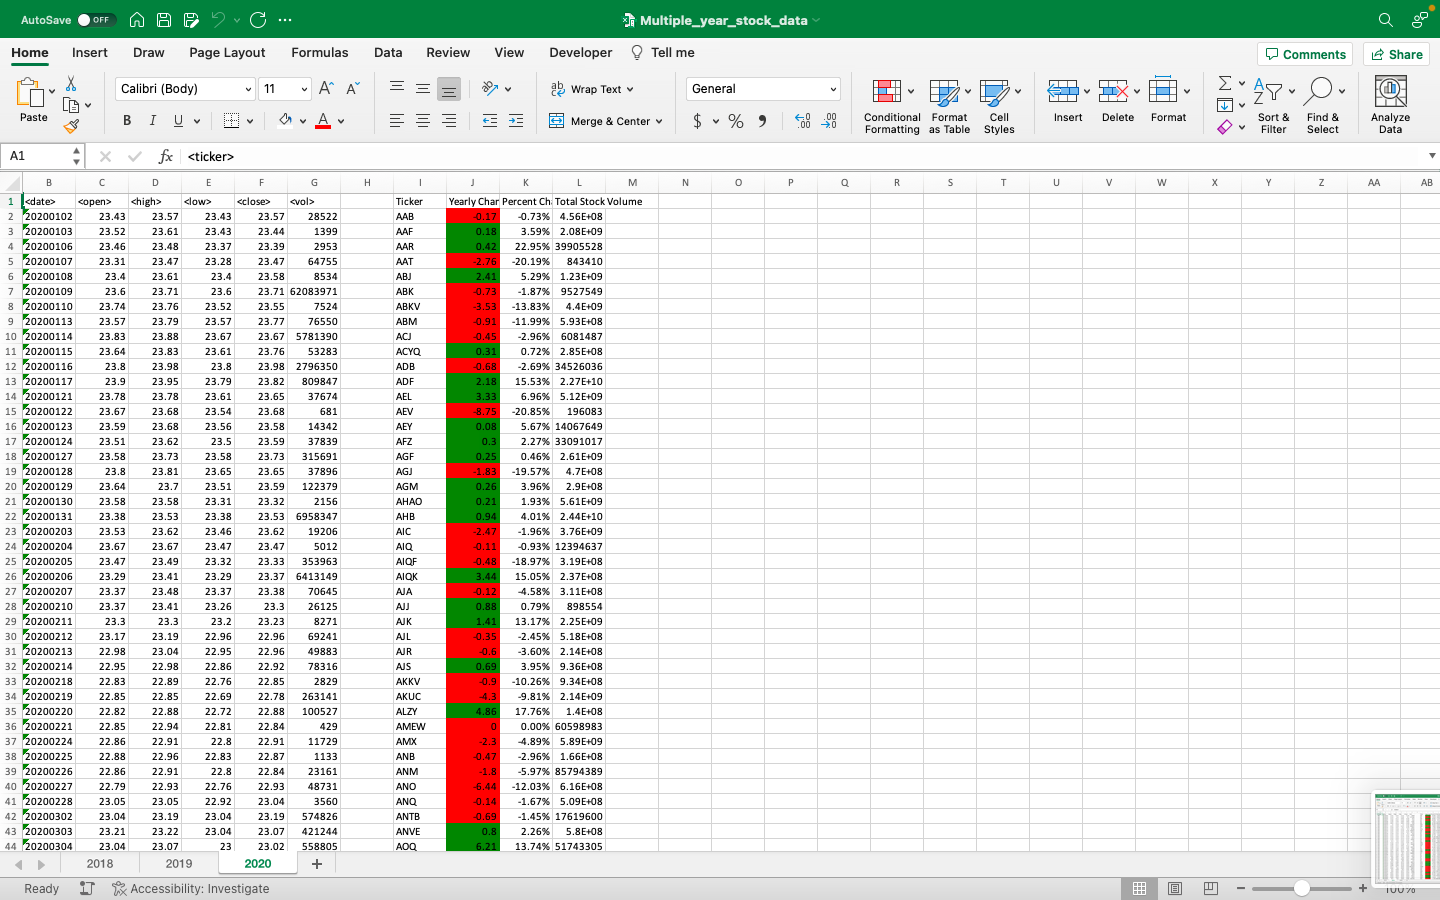 AutoSave OFF Multiple_year_stock_data
Home Insert Draw Page Layout Formulas Data Review View Developer Tell me Comments Share
Paste Calibri (Body) 11 A A B I U A ab Wrap Text Merge & Center General $ % Conditional Formatting Format as Table Cell Styles Insert Delete Format Sort & Filter Find & Select Analyze Data
A1 fx <ticker>
B C D E F G H I J K L M N O P Q R S T U V W X Y Z AA AB
1 <date> <open> <high> <low> <close> <vol> Ticker Yearly Char Percent Ch Total Stock Volume
2 20200102 23.43 23.57 23.43 23.57 28522 AAB -0.17 -0.73% 4.56E+08
3 20200103 23.52 23.61 23.43 23.44 1399 AAF 0.18 3.59% 2.08E+09
4 20200106 23.46 23.48 23.37 23.39 2953 AAR 0.42 22.95% 39905528
5 20200107 23.31 23.47 23.28 23.47 64755 AAT -2.76 -20.19% 843410
6 20200108 23.4 23.61 23.4 23.58 8534 ABJ 2.41 5.29% 1.23E+09
7 20200109 23.6 23.71 23.6 23.71 62083971 ABK -0.73 -1.87% 9527549
8 20200110 23.74 23.76 23.52 23.55 7524 ABKV -3.53 -13.83% 4.4E+09
9 20200113 23.57 23.79 23.57 23.77 76550 ABM -0.91 -11.99% 5.93E+08
10 20200114 23.83 23.88 23.67 23.67 5781390 ACJ -0.45 -2.96% 6081487
11 20200115 23.64 23.83 23.61 23.76 53283 ACYQ 0.31 0.72% 2.85E+08
12 20200116 23.8 23.98 23.8 23.98 2796350 ADB -0.68 -2.69% 34526036
13 20200117 23.9 23.95 23.79 23.82 809847 ADF 2.18 15.53% 2.27E+10
14 20200121 23.78 23.78 23.61 23.65 37674 AEL 3.33 6.96% 5.12E+09
15 20200122 23.67 23.68 23.54 23.68 681 AEV -8.75 -20.85% 196083
16 20200123 23.59 23.68 23.56 23.58 14342 AEY 0.08 5.67% 14067649
17 20200124 23.51 23.62 23.5 23.59 37839 AFZ 0.3 2.27% 33091017
18 20200127 23.58 23.73 23.58 23.73 315691 AGF 0.25 0.46% 2.61E+09
19 20200128 23.8 23.81 23.65 23.65 37896 AGJ -1.83 -19.57% 4.7E+08
20 20200129 23.64 23.7 23.51 23.59 122379 AGM 0.26 3.96% 2.9E+08
21 20200130 23.58 23.58 23.31 23.32 2156 AHAO 0.21 1.93% 5.61E+09
22 20200131 23.38 23.53 23.38 23.53 6958347 AHB 0.94 4.01% 2.44E+10
23 20200203 23.53 23.62 23.46 23.62 19206 AIC -2.47 -1.96% 3.76E+09
24 20200204 23.67 23.67 23.47 23.47 5012 AIQ -0.11 -0.93% 12394637
25 20200205 23.47 23.49 23.32 23.33 353963 AIQF -0.48 -18.97% 3.19E+08
26 20200206 23.29 23.41 23.29 23.37 6413149 AIQK 3.44 15.05% 2.37E+08
27 20200207 23.37 23.48 23.37 23.38 70645 AJA -0.12 -4.58% 3.11E+08
28 20200210 23.37 23.41 23.26 23.3 26125 AJJ 0.88 0.79% 898554
29 20200211 23.3 23.3 23.2 23.23 8271 AJK 1.41 13.17% 2.25E+09
30 20200212 23.17 23.19 22.96 22.96 69241 AJL -0.35 -2.45% 5.18E+08
31 20200213 22.98 23.04 22.95 22.96 49883 AJR -0.6 -3.60% 2.14E+08
32 20200214 22.95 22.98 22.86 22.92 78316 AJS 0.69 3.95% 9.36E+08
33 20200218 22.83 22.89 22.76 22.85 2829 AKKV -0.9 -10.26% 9.34E+08
34 20200219 22.85 22.85 22.69 22.78 263141 AKUC -4.3 -9.81% 2.14E+09
35 20200220 22.82 22.88 22.72 22.88 100527 ALZY 4.86 17.76% 1.4E+08
36 20200221 22.85 22.94 22.81 22.84 429 AMEW 0 0.00% 60598983
37 20200224 22.86 22.91 22.8 22.91 11729 AMX -2.3 -4.89% 5.89E+09
38 20200225 22.88 22.96 22.83 22.87 1133 ANB -0.47 -2.96% 1.66E+08
39 20200226 22.86 22.91 22.8 22.84 23161 ANM -1.8 -5.97% 85794389
40 20200227 22.79 22.93 22.76 22.93 48731 ANO -6.44 -12.03% 6.16E+08
41 20200228 23.05 23.05 22.92 23.04 3560 ANQ -0.14 -1.67% 5.09E+08
42 20200302 23.04 23.19 23.04 23.19 574826 ANTB -0.69 -1.45% 17619600
43 20200303 23.21 23.22 23.04 23.07 421244 ANVE 0.8 2.26% 5.8E+08
44 20200304 23.04 23.07 23 23.02 558805 AOQ 6.21 13.74% 51743305
2018 2019 2020 +
Ready Accessibility: Investigate 100%